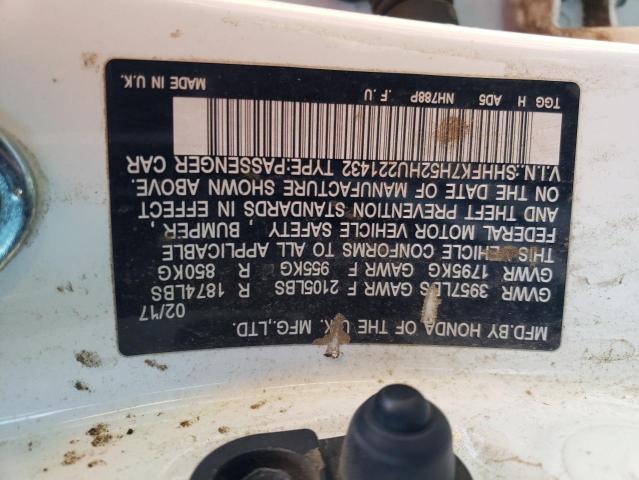 MFD.BY HONDA OF THE U.K. MFG.,LTD.
02/17
GVWR 3957LBS GAWR F 2105LBS R 1874LBS
GVWR 1795KG GAWR F 955KG R 850KG
THIS VEHICLE CONFORMS TO ALL APPLICABLE
FEDERAL MOTOR VEHICLE SAFETY, BUMPER,
AND THEFT PREVENTION STANDARDS IN EFFECT
ON THE DATE OF MANUFACTURE SHOWN ABOVE.
V.I.N.:SHHFK7H52HU221432 TYPE:PASSENGER CAR
TGG H AD5 NH788P .F.U MADE IN U.K.